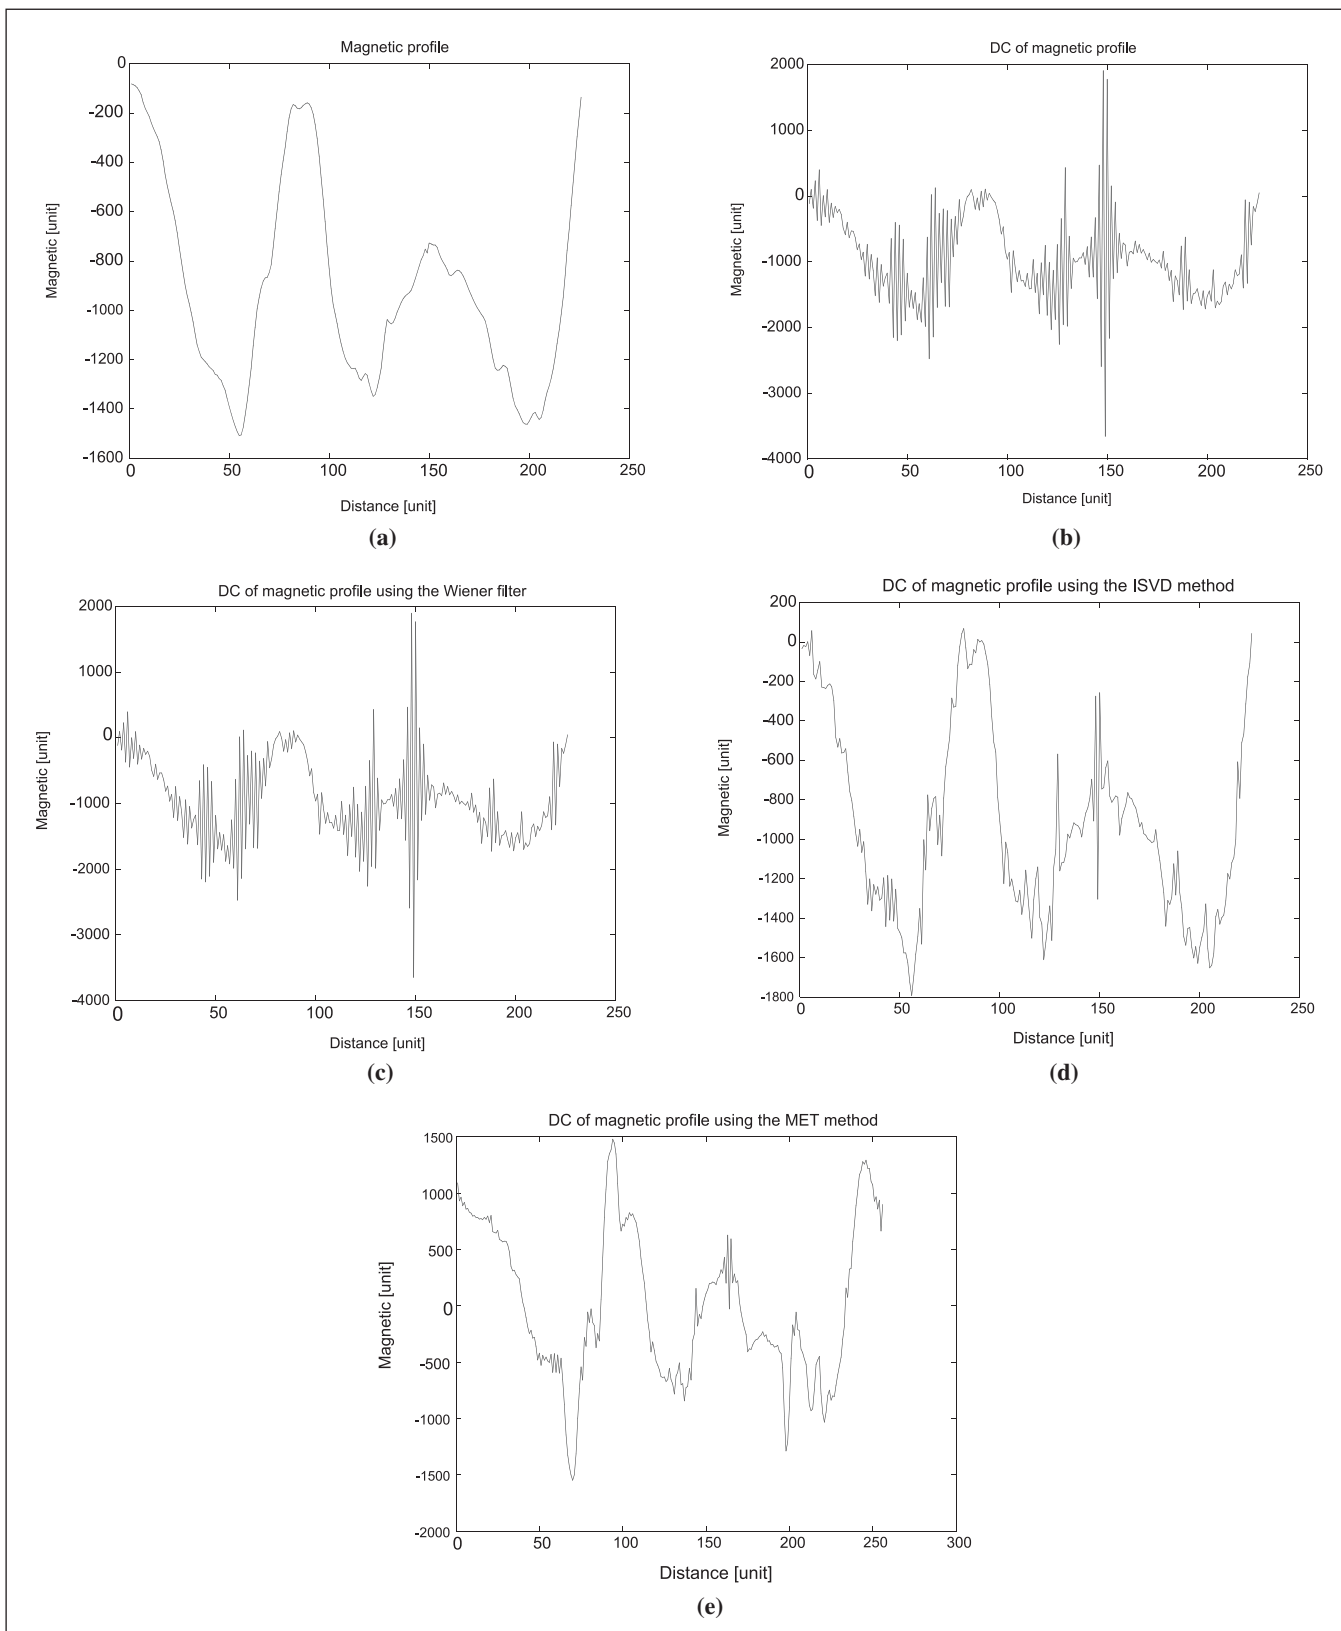 Magnetic profile
0
-200
-400
-600
-800
-1000
-1200
-1400
-1600
Magnetic [unit]
0 50 100 150 200 250
Distance [unit]
(a)
DC of magnetic profile
2000
1000
0
-1000
-2000
-3000
-4000
Magnetic [unit]
0 50 100 150 200 250
Distance [unit]
(b)
DC of magnetic profile using the Wiener filter
2000
1000
0
-1000
-2000
-3000
-4000
Magnetic [unit]
0 50 100 150 200 250
Distance [unit]
(c)
DC of magnetic profile using the ISVD method
200
0
-200
-400
-600
-800
-1000
-1200
-1400
-1600
-1800
Magnetic [unit]
0 50 100 150 200 250
Distance [unit]
(d)
DC of magnetic profile using the MET method
1500
1000
500
0
-500
-1000
-1500
-2000
Magnetic [unit]
0 50 100 150 200 250 300
Distance [unit]
(e)